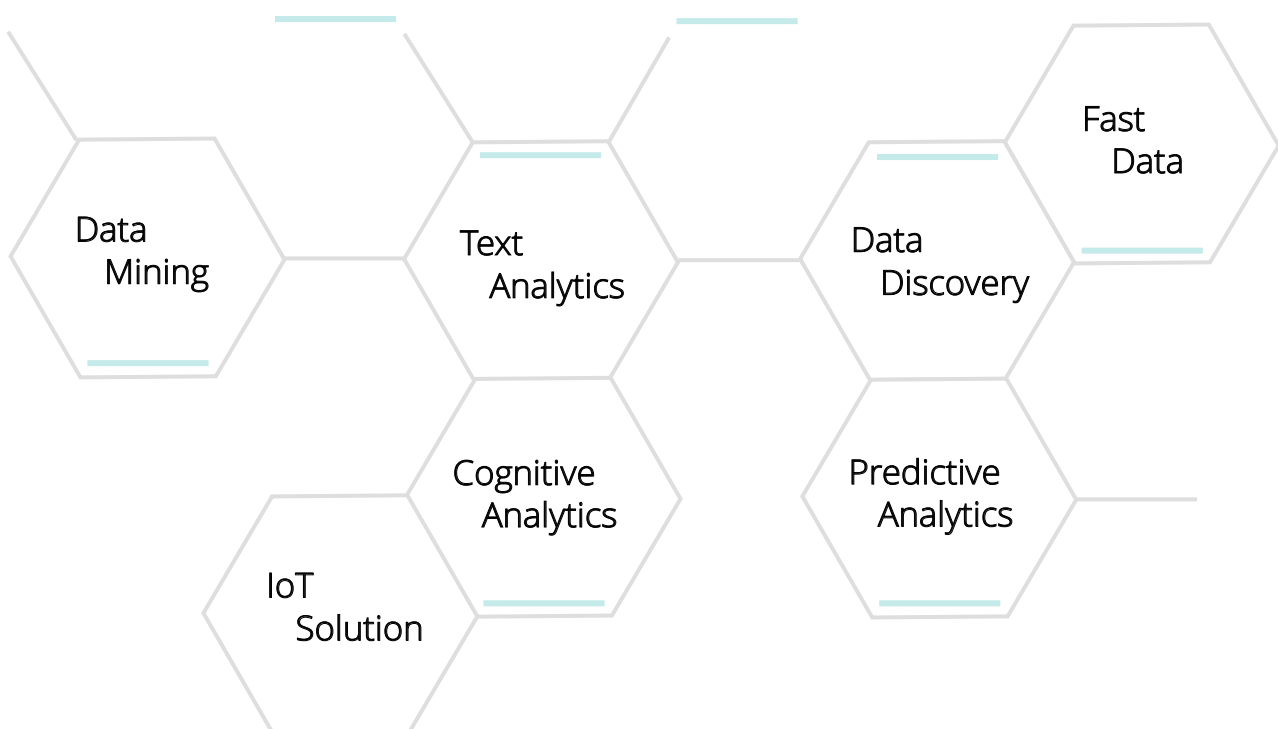 Fast
Data
Data
Mining
Text
Analytics
Data
Discovery
Cognitive
Analytics
Predictive
Analytics
IoT
Solution